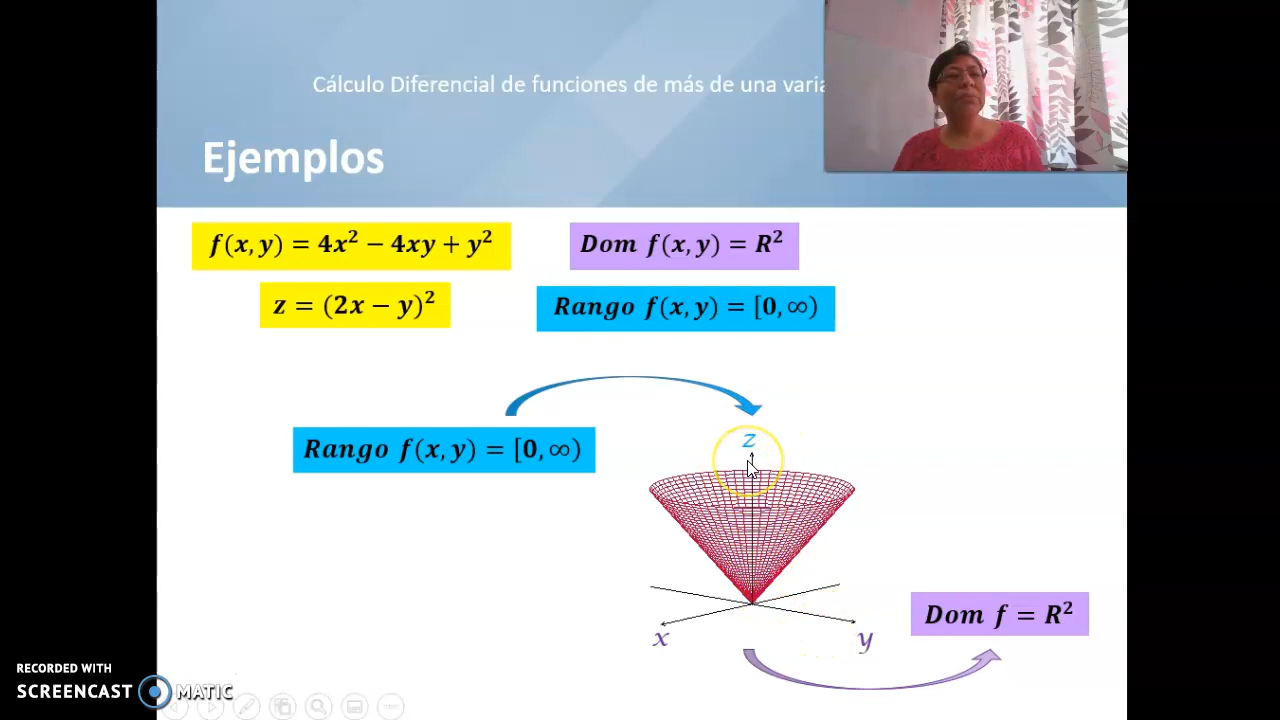 Cálculo Diferencial de funciones de más de una varia
Ejemplos
f(x, y) = 4x² − 4xy + y²
Dom f(x, y) = R²
z = (2x − y)²
Rango f(x, y) = [0, ∞)
Rango f(x, y) = [0, ∞)
z
Dom f = R²
x
y
RECORDED WITH
SCREENCAST MATIC